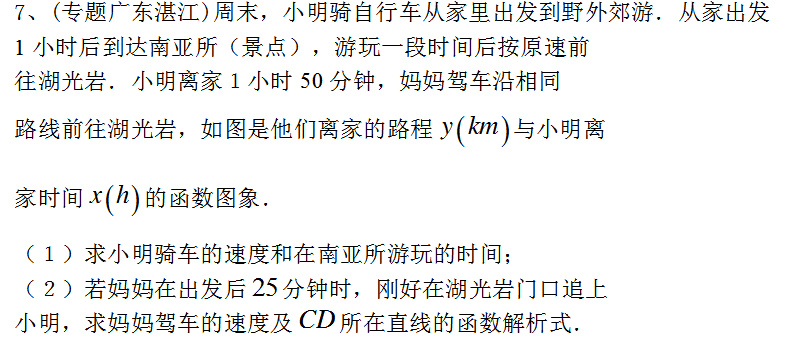 7、(专题广东湛江)周末，小明骑自行车从家里出发到野外郊游．从家出发
1 小时后到达南亚所（景点），游玩一段时间后按原速前
往湖光岩．小明离家 1 小时 50 分钟，妈妈驾车沿相同
路线前往湖光岩，如图是他们离家的路程 y(km)与小明离
家时间 x(h)的函数图象．
（１）求小明骑车的速度和在南亚所游玩的时间；
（２）若妈妈在出发后 25 分钟时，刚好在湖光岩门口追上
小明，求妈妈驾车的速度及 CD 所在直线的函数解析式．